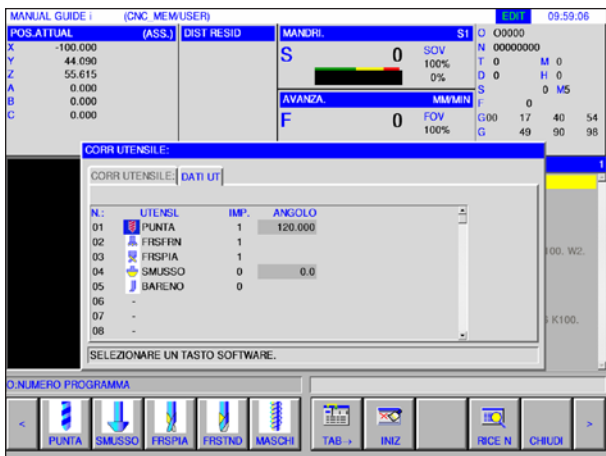 MANUAL GUIDE i (CNC_MEM/USER) EDIT 09:59:06
POS.ATTUAL (ASS.) DIST RESID MANDRI. S1 O O0000
X -100.000 S 0 SOV 100% 0% N 00000000
Y 44.090 T 0 M 0
Z 55.615 D 0 H 0
A 0.000 S 0 M5
B 0.000 AVANZA. MM/MIN F 0
C 0.000 F 0 FOV 100% G00 17 40 54
G 49 90 98
CORR UTENSILE:
1
CORR UTENSILE: DATI UT
N.: UTENSL IMP. ANGOLO
01 PUNTA 1 120.000
02 FRSFRN 1
03 FRSPIA 1
04 SMUSSO 0 0.0
05 BARENO 0
06 -
07 -
08 -
100. W2.
K100.
SELEZIONARE UN TASTO SOFTWARE.
O:NUMERO PROGRAMMA
< PUNTA SMUSSO FRSPIA FRSTND MASCHI TAB→ INIZ RICE N CHIUDI >